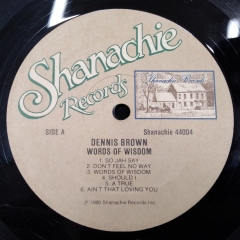 Shanachie
Records
Shanachie Records
SIDE A
Shanachie 44004
DENNIS BROWN
WORDS OF WISDOM
1. SO JAH SAY
2. DON'T FEEL NO WAY
3. WORDS OF WISDOM
4. SHOULD I
5. A TRUE
6. AIN'T THAT LOVING YOU
℗ 1980 Shanachie Records Inc.